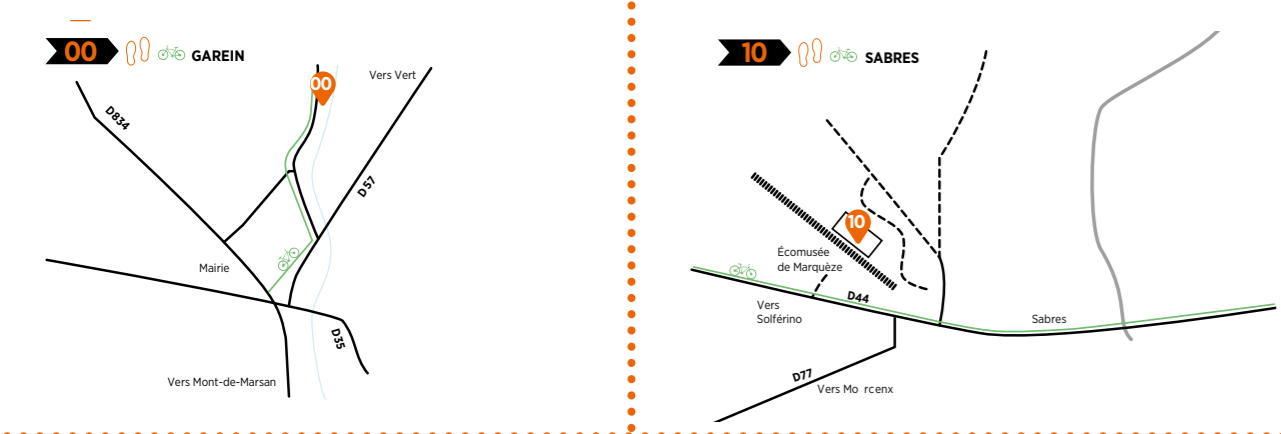 00 GAREIN
Vers Vert
00
D834
D57
Mairie
D35
Vers Mont-de-Marsan
10 SABRES
10
Écomusée
de Marquèze
D44
Vers
Solférino
Sabres
D77
Vers Mo rcenx